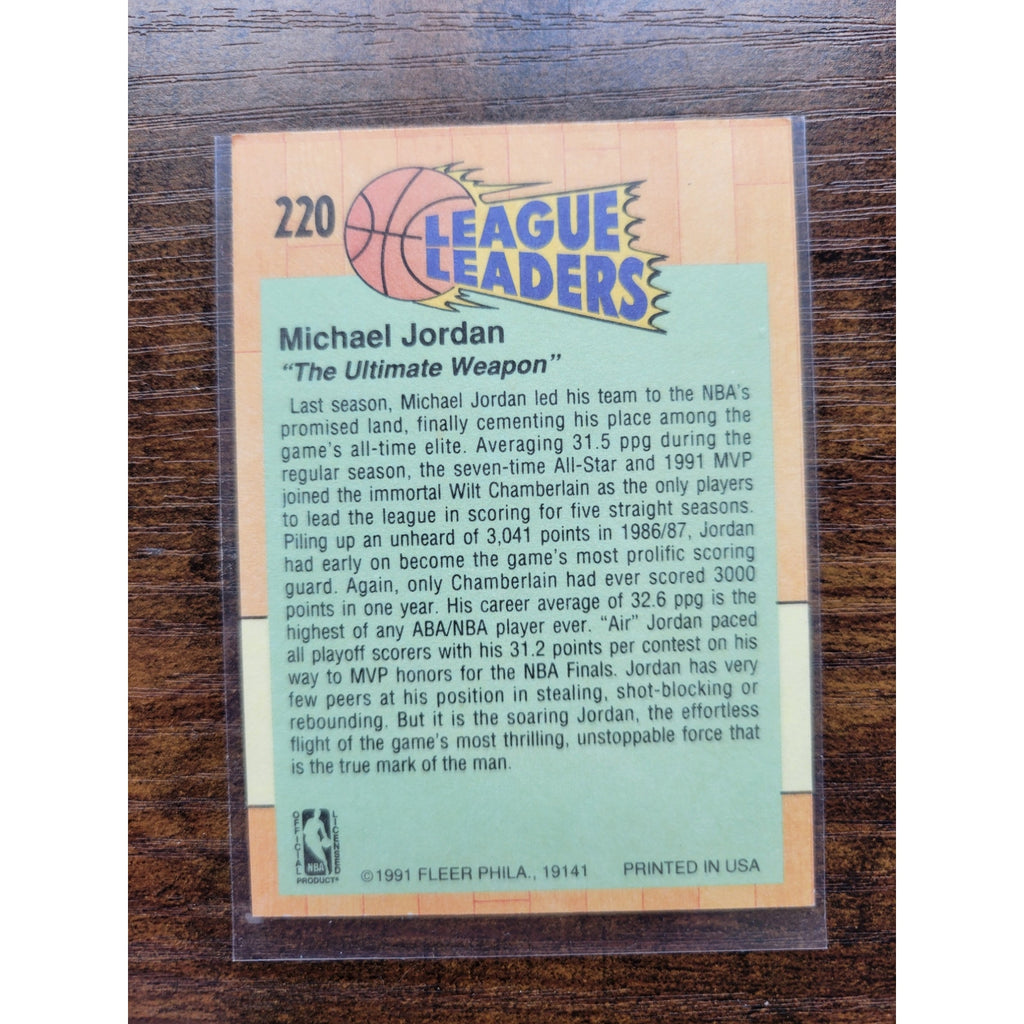 220
LEAGUE
LEADERS
Michael Jordan
“The Ultimate Weapon”
Last season, Michael Jordan led his team to the NBA’s
promised land, finally cementing his place among the
game’s all-time elite. Averaging 31.5 ppg during the
regular season, the seven-time All-Star and 1991 MVP
joined the immortal Wilt Chamberlain as the only players
to lead the league in scoring for five straight seasons.
Piling up an unheard of 3,041 points in 1986/87, Jordan
had early on become the game’s most prolific scoring
guard. Again, only Chamberlain had ever scored 3000
points in one year. His career average of 32.6 ppg is the
highest of any ABA/NBA player ever. “Air” Jordan paced
all playoff scorers with his 31.2 points per contest on his
way to MVP honors for the NBA Finals. Jordan has very
few peers at his position in stealing, shot-blocking or
rebounding. But it is the soaring Jordan, the effortless
flight of the game’s most thrilling, unstoppable force that
is the true mark of the man.
OFFICIAL
LICENSED
NBA
PRODUCT®
©1991 FLEER PHILA., 19141
PRINTED IN USA